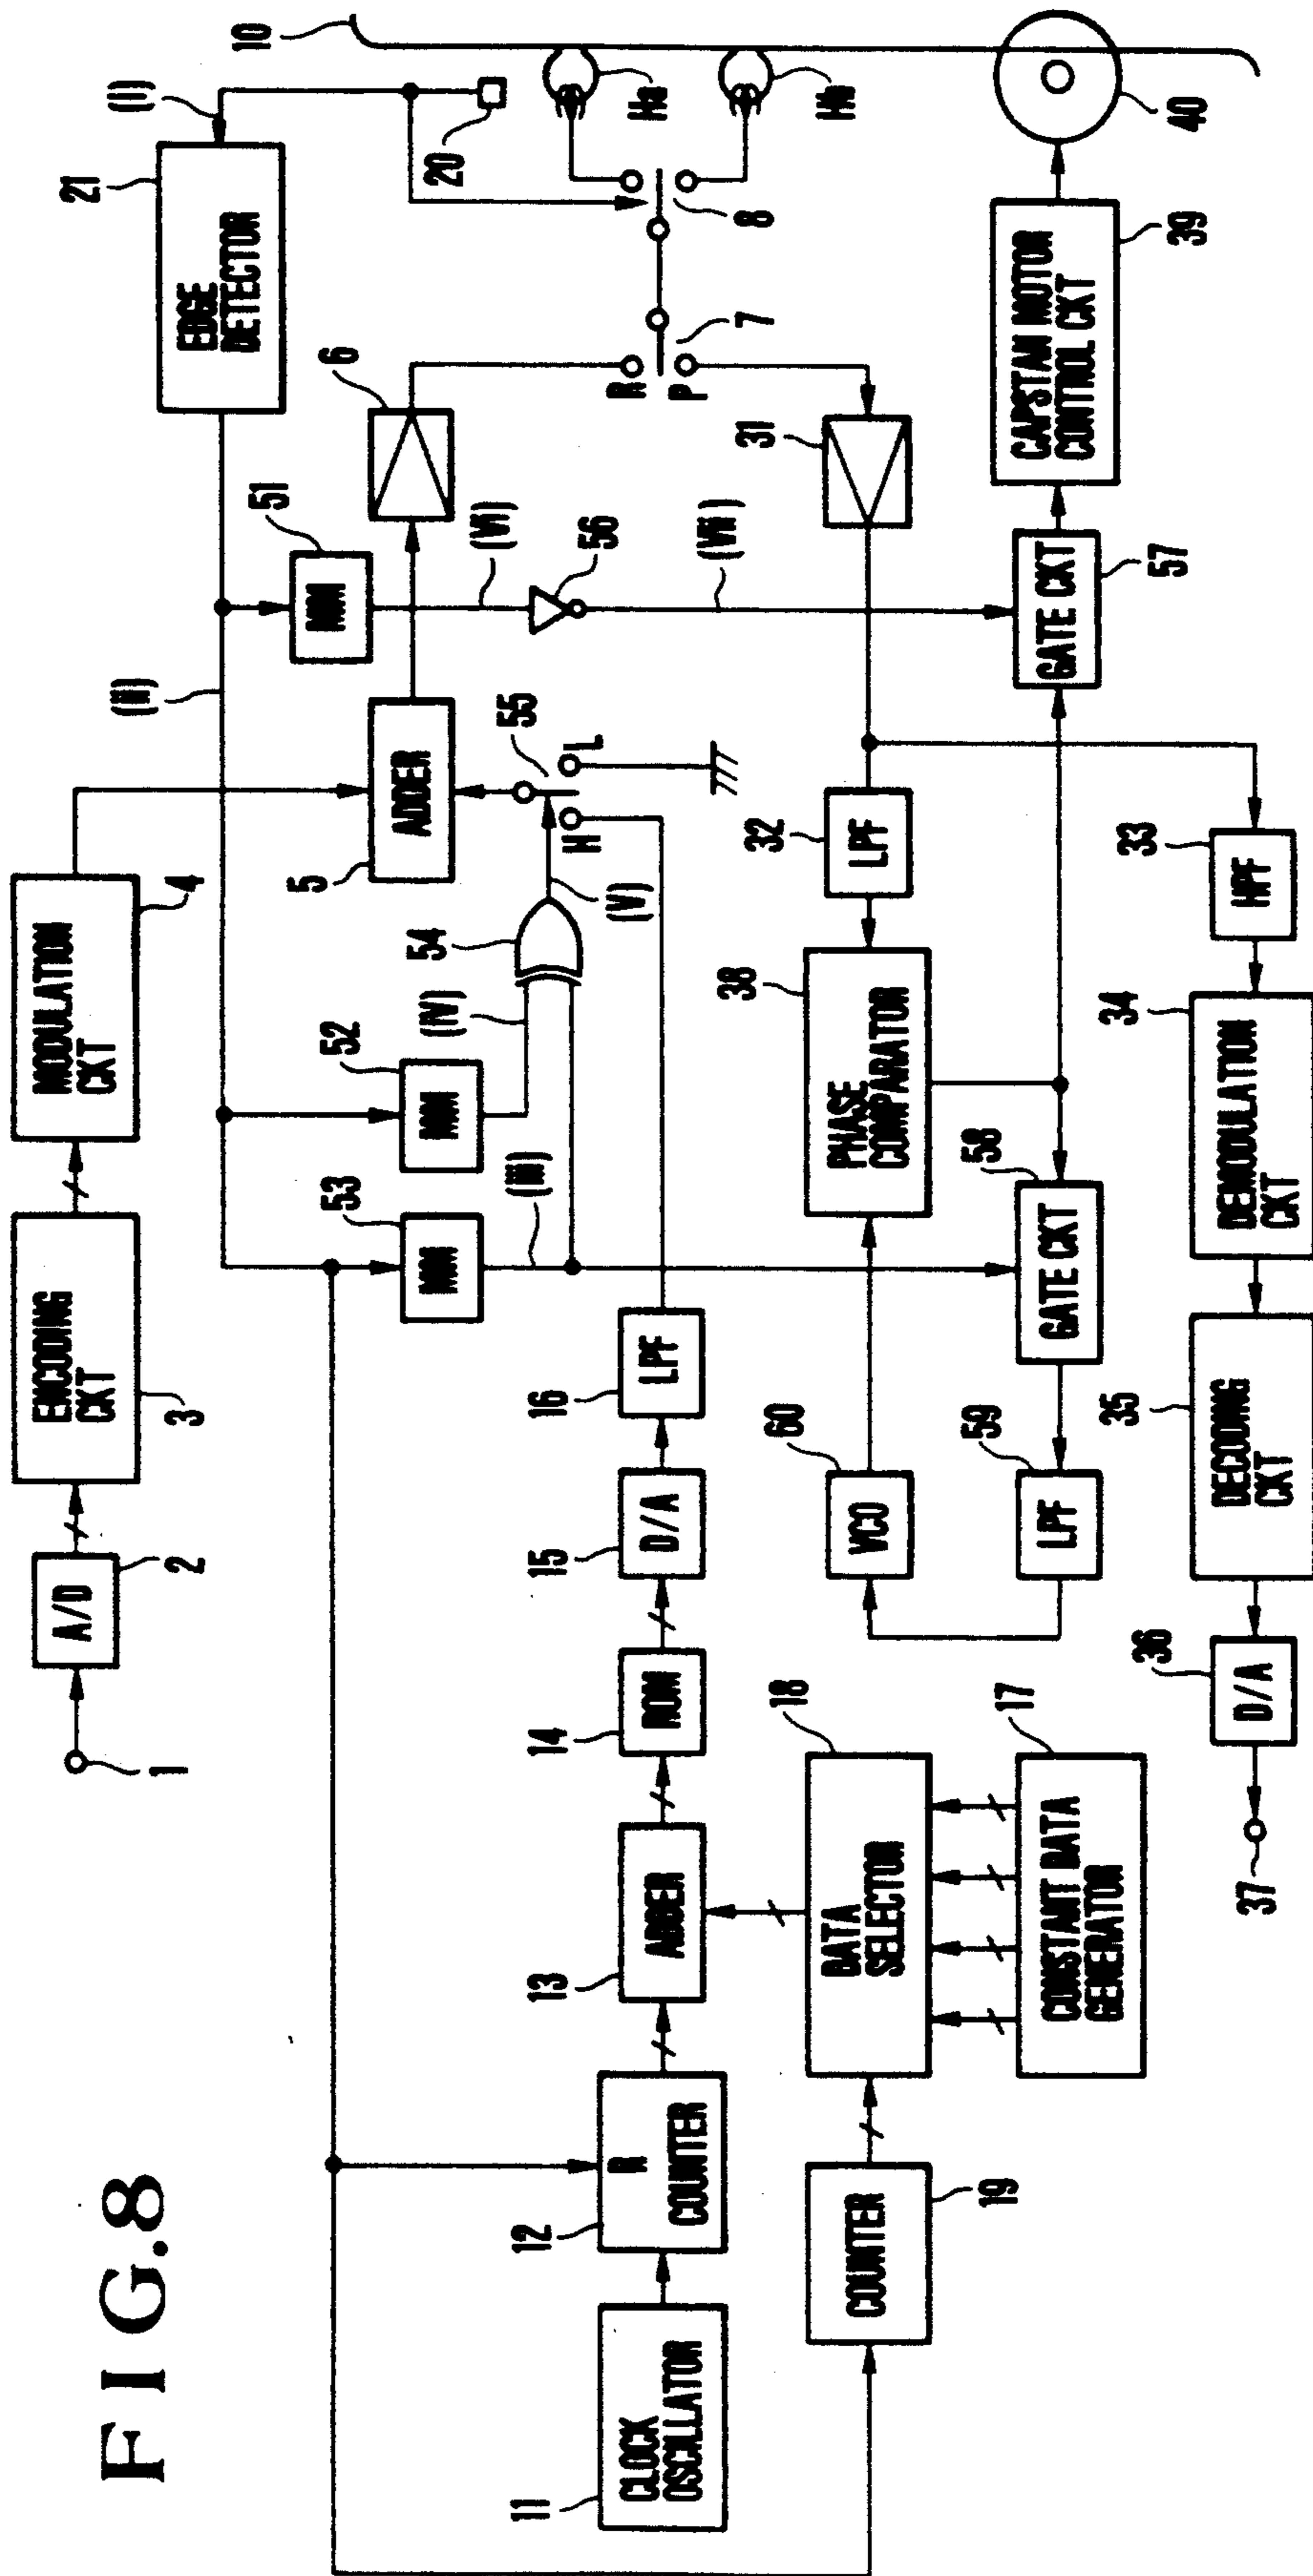 FIG.8
1
A/D
2
ENCODING
CKT
3
MODULATION
CKT
4
EDGE
DETECTOR
21
(I)
10
20
(II)
MM
53
MM
52
MM
51
(III)
(IV)
54
(V)
55
H
L
ADDER
5
6
(VI)
56
(VII)
R
P
7
8
Ha
Hb
CLOCK
OSCILLATOR
11
R
COUNTER
12
ADDER
13
ROM
14
D/A
15
LPF
16
COUNTER
19
DATA
SELECTOR
18
CONSTANT DATA
GENERATOR
17
VCO
60
LPF
59
GATE CKT
58
PHASE
COMPARATOR
38
LPF
32
31
GATE CKT
57
CAPSTAN MOTOR
CONTROL CKT
39
40
HPF
33
DEMODULATION
CKT
34
DECODING
CKT
35
D/A
36
37